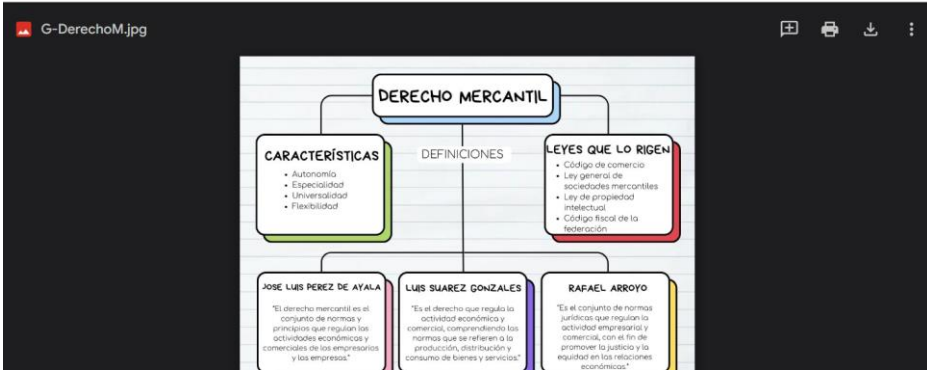 G-DerechoM.jpg
DERECHO MERCANTIL
CARACTERÍSTICAS
• Autonomía
• Especialidad
• Universalidad
• Flexibilidad
DEFINICIONES
LEYES QUE LO RIGEN
• Código de comercio
• Ley general de
sociedades mercantiles
• Ley de propiedad
intelectual
• Código fiscal de la
federación
JOSE LUIS PEREZ DE AYALA
"El derecho mercantil es el
conjunto de normas y
principios que regulan las
actividades económicas y
comerciales de los empresarios
y las empresas."
LUIS SUAREZ GONZALES
"Es el derecho que regula la
actividad económica y
comercial, comprendiendo las
normas que se refieren a la
producción, distribución y
consumo de bienes y servicios."
RAFAEL ARROYO
"Es el conjunto de normas
jurídicas que regulan la
actividad empresarial y
comercial, con el fin de
promover la justicia y la
equidad en las relaciones
económicas."